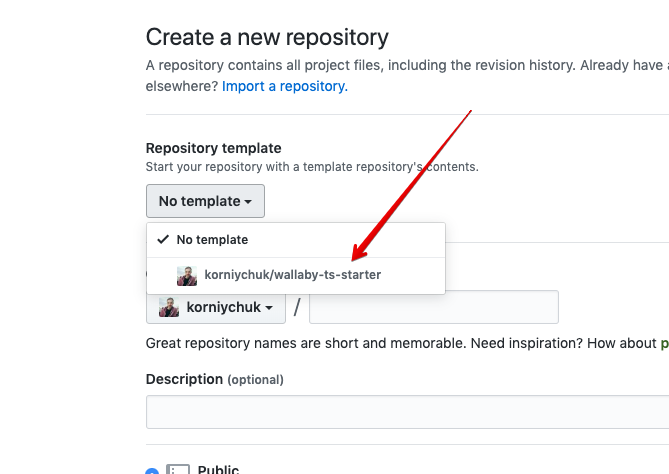 Create a new repository
A repository contains all project files, including the revision history. Already have
elsewhere? Import a repository.
Repository template
Start your repository with a template repository's contents.
No template
No template
korniychuk/wallaby-ts-starter
korniychuk /
Great repository names are short and memorable. Need inspiration? How about
Description (optional)
Public